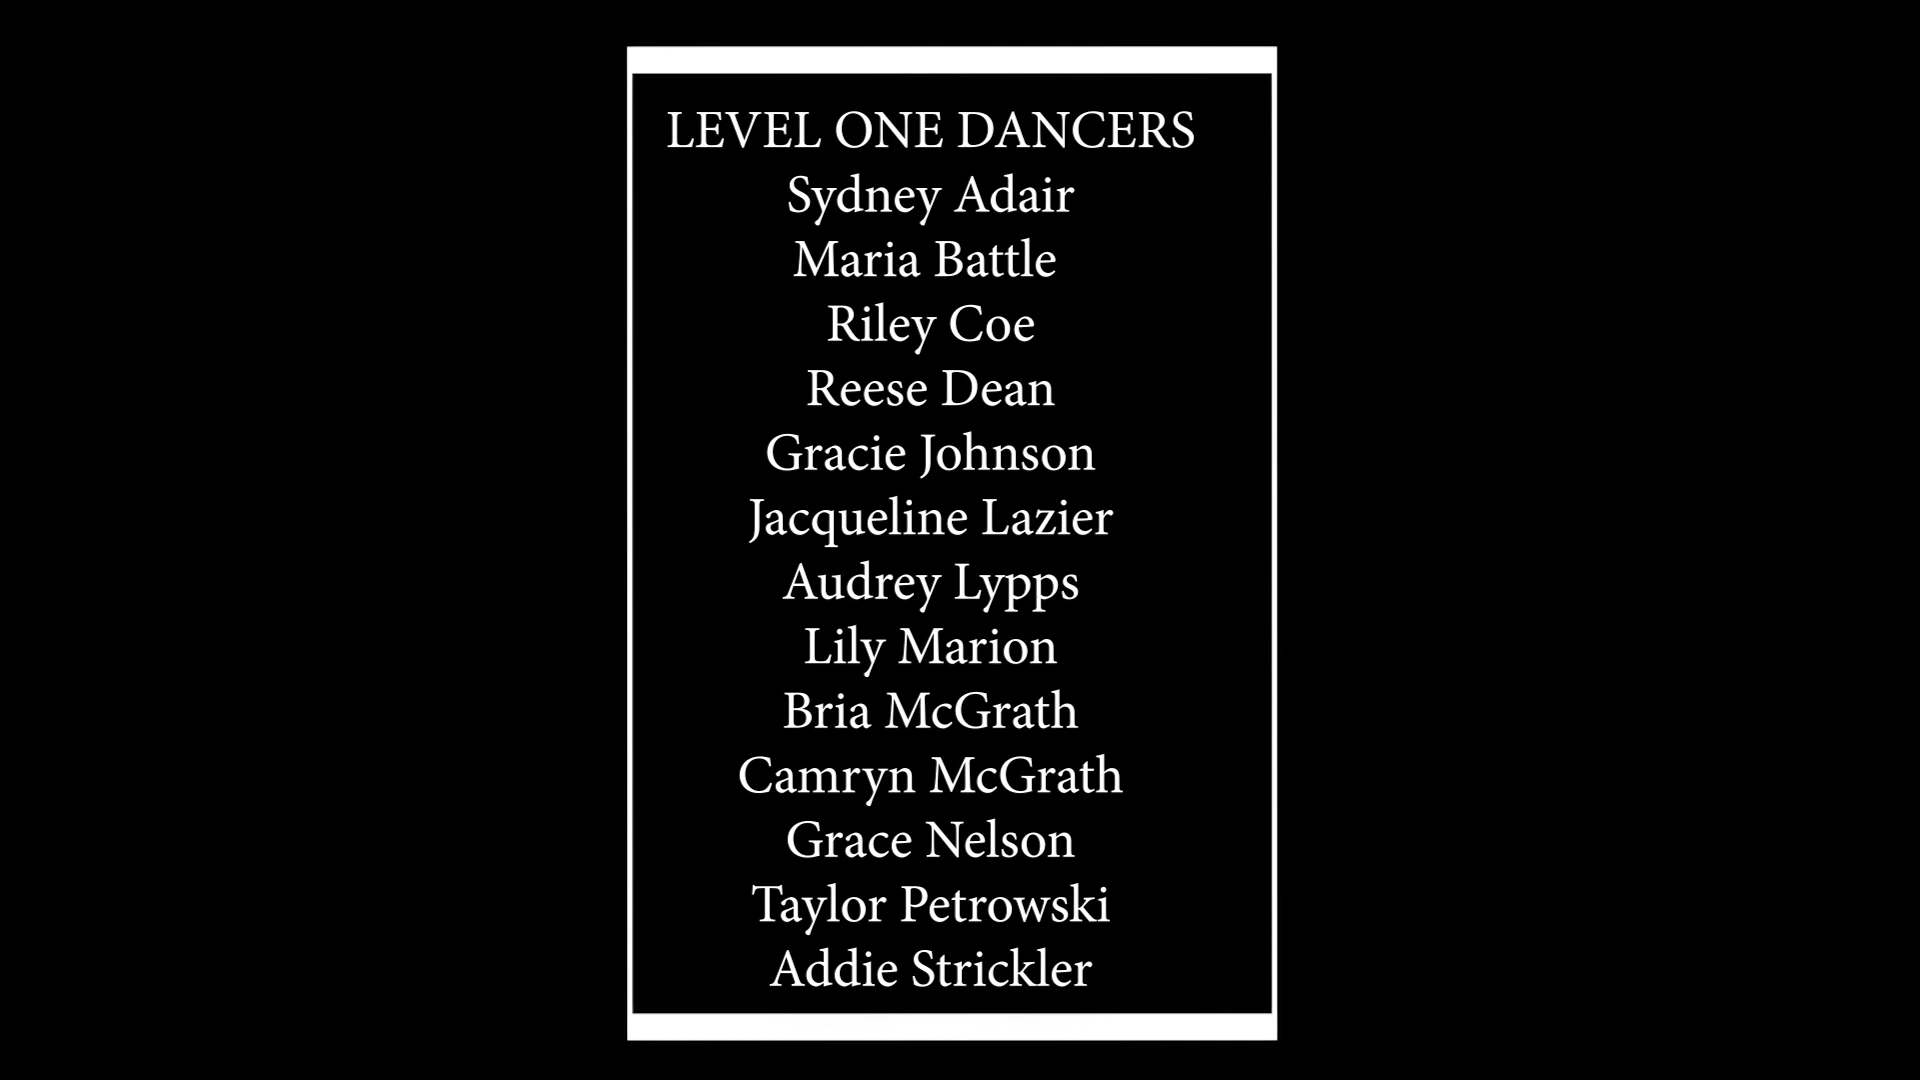 LEVEL ONE DANCERS
Sydney Adair
Maria Battle
Riley Coe
Reese Dean
Gracie Johnson
Jacqueline Lazier
Audrey Lypps
Lily Marion
Bria McGrath
Camryn McGrath
Grace Nelson
Taylor Petrowski
Addie Strickler